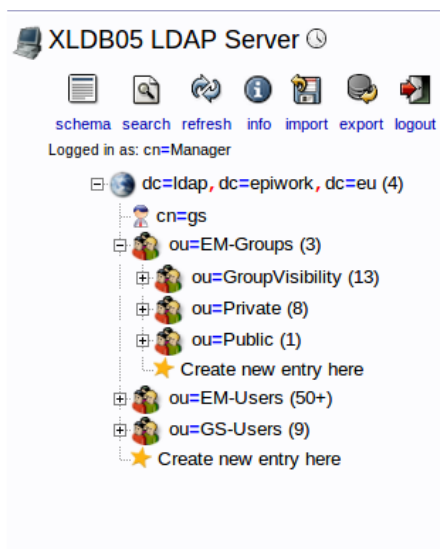 XLDB05 LDAP Server
schema search refresh info import export logout
Logged in as: cn=Manager
dc=ldap, dc=epiwork, dc=eu (4)
cn=gs
ou=EM-Groups (3)
ou=GroupVisibility (13)
ou=Private (8)
ou=Public (1)
Create new entry here
ou=EM-Users (50+)
ou=GS-Users (9)
Create new entry here